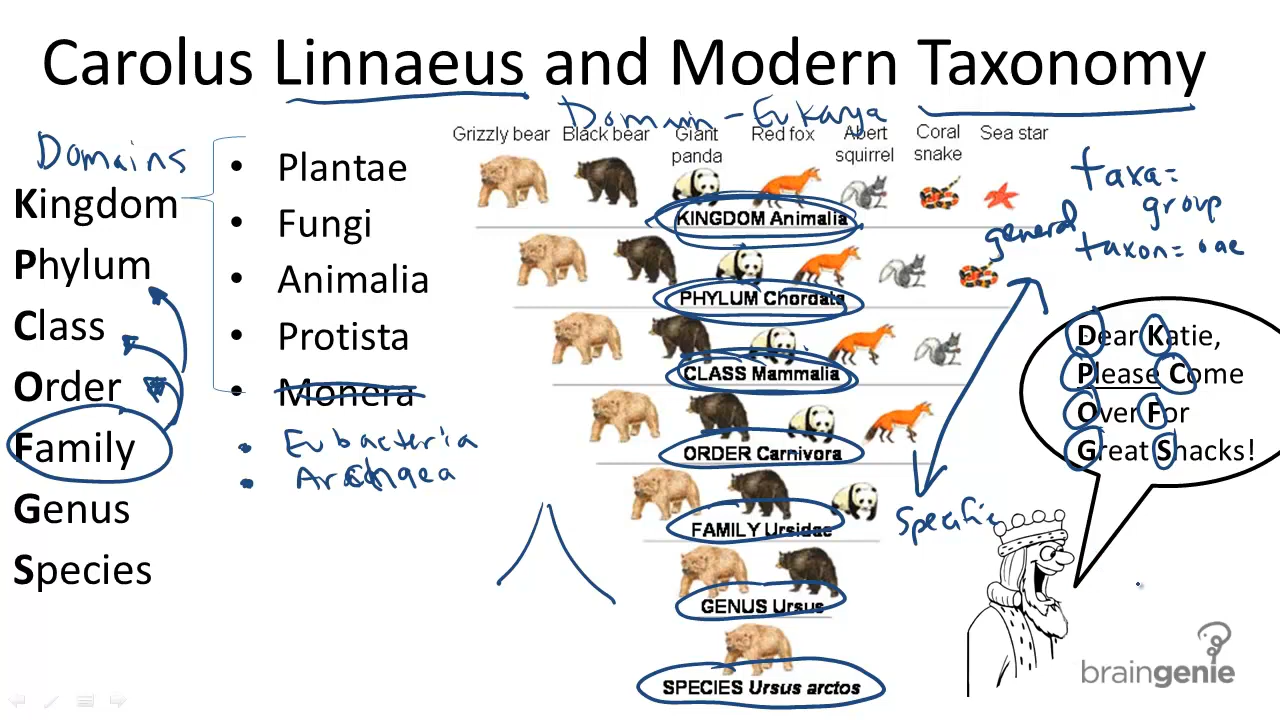 Carolus Linnaeus and Modern Taxonomy
Domains
Kingdom
Phylum
Class
Order
Family
Genus
Species
• Plantae
• Fungi
• Animalia
• Protista
• Monera
• Eubacteria
• Archaea
Domain - Eukarya
Grizzly bear Black bear Giant panda Red fox Abert squirrel Coral snake Sea star
KINGDOM Animalia
PHYLUM Chordata
CLASS Mammalia
ORDER Carnivora
FAMILY Ursidae
GENUS Ursus
SPECIES Ursus arctos
taxa =
group
taxon = one
general
specific
Dear Katie,
Please Come
Over For
Great Snacks!
braingenie